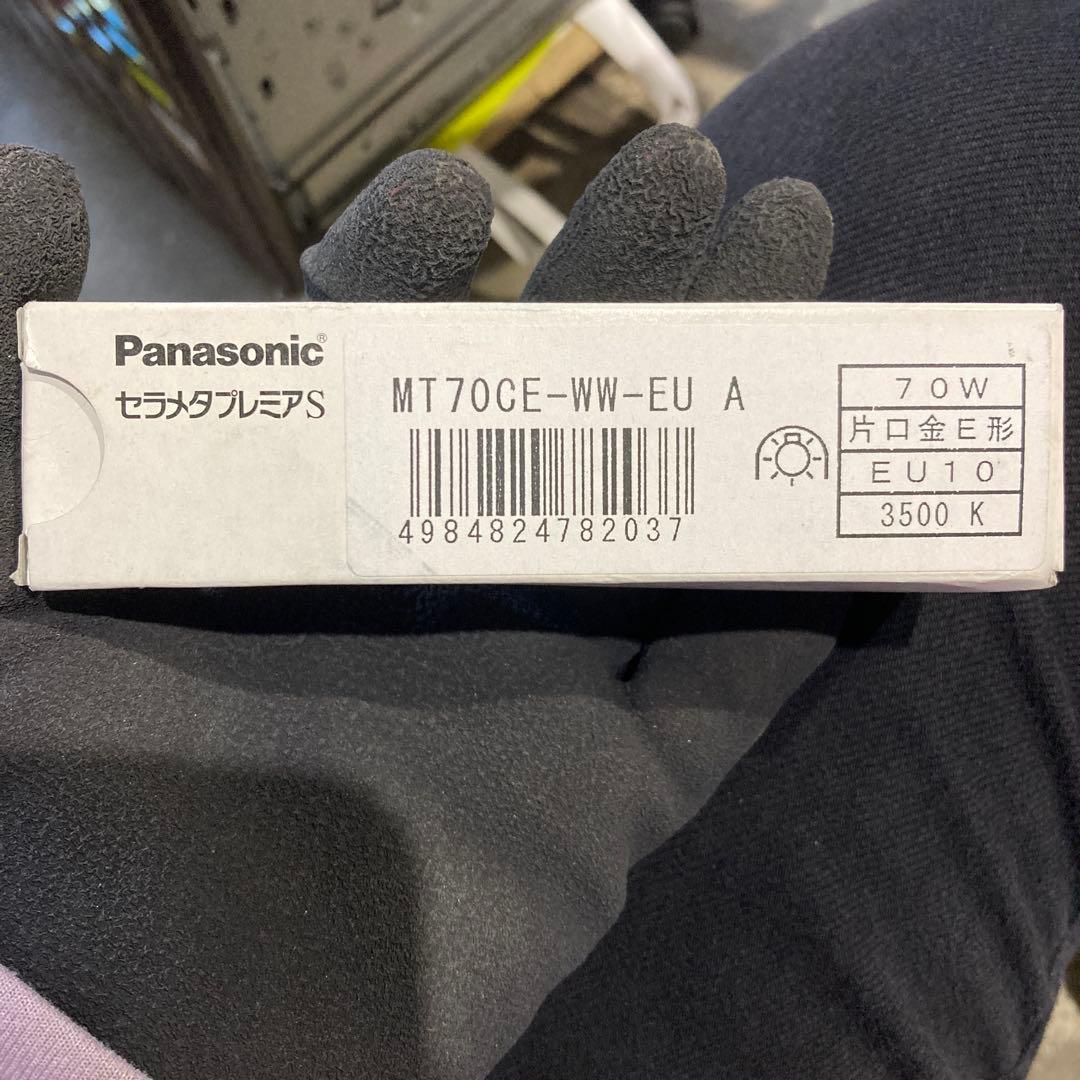 Panasonic®
セラメタプレミアS
MT70CE-WW-EU A
4984824782037
70W
片口金E形
EU10
3500 K